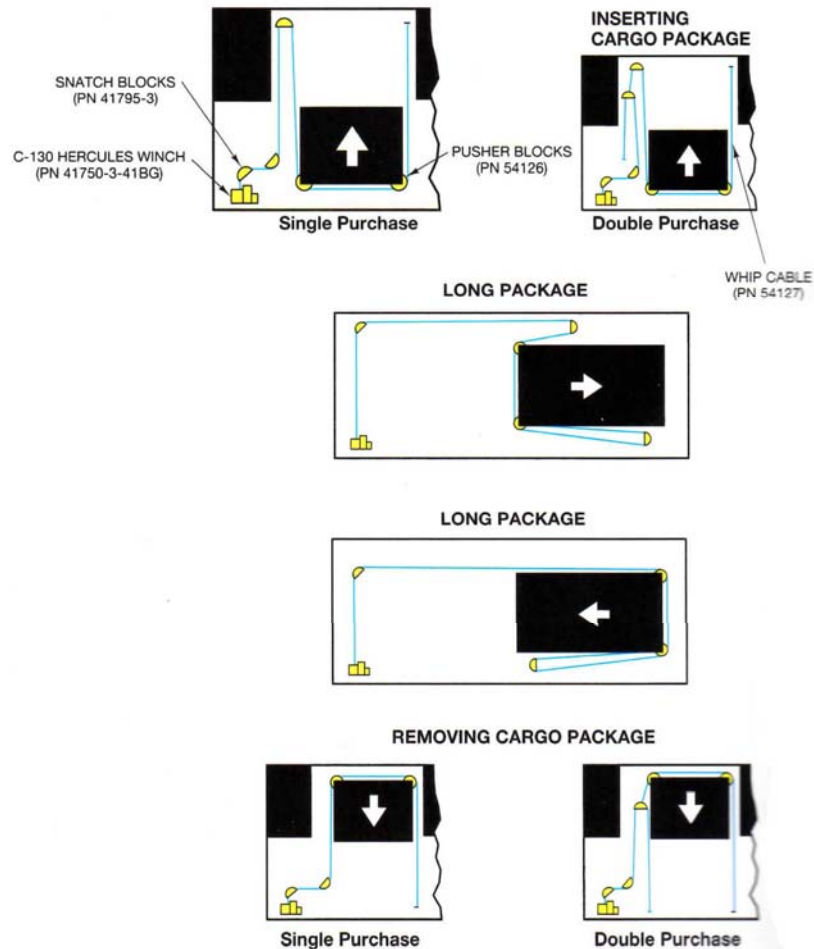 INSERTING
CARGO PACKAGE
SNATCH BLOCKS
(PN 41795-3)
C-130 HERCULES WINCH
(PN 41750-3-41BG)
PUSHER BLOCKS
(PN 54126)
Single Purchase
Double Purchase
WHIP CABLE
(PN 54127)
LONG PACKAGE
LONG PACKAGE
REMOVING CARGO PACKAGE
Single Purchase
Double Purchase